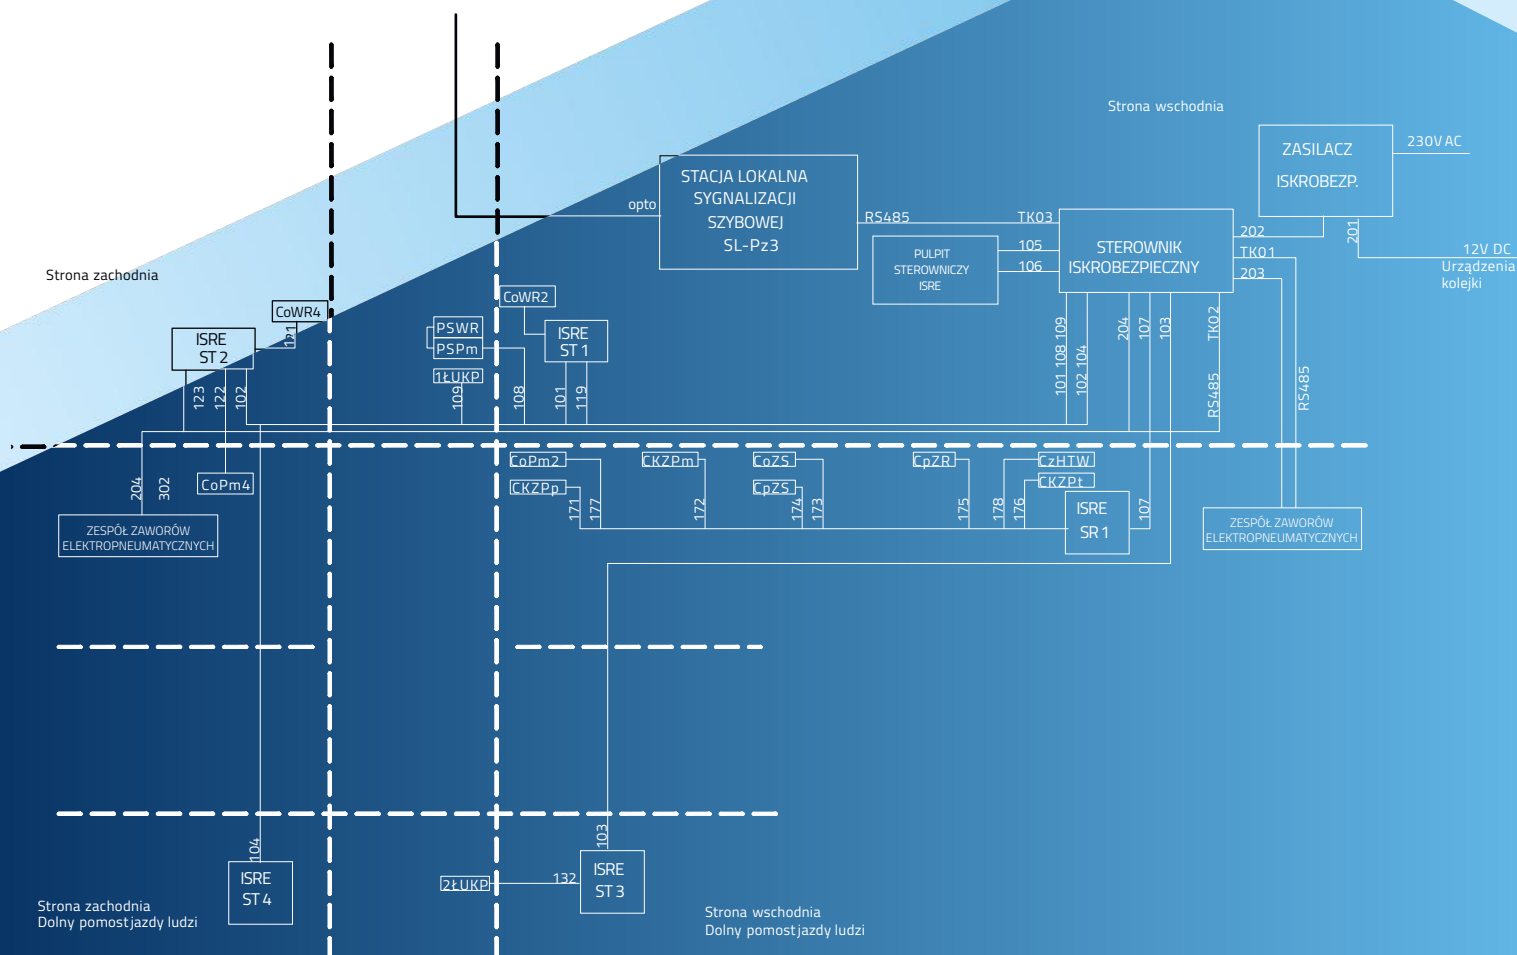 Strona wschodnia
ZASILACZ
ISKROBEZP.
230V AC
202
201
12V DC
Urządzenia
kolejki
STACJA LOKALNA
SYGNALIZACJI
SZYBOWEJ
SL-Pz3
opto
RS485
TK03
PULPIT
STEROWNICZY
ISRE
105
106
STEROWNIK
ISKROBEZPIECZNY
TK01
203
Strona zachodnia
CoWR4
121
ISRE
ST 2
123
122
102
PSWR
PSPm
1ŁUKP
109
108
CoWR2
ISRE
ST 1
101
119
101 108 109
102 104
204
107
103
TK02
RS485
RS485
204
302
CoPm4
ZESPÓŁ ZAWORÓW
ELEKTROPNEUMATYCZNYCH
CoPm2
CKZPp
171
177
CKZPm
172
CoZS
CpZS
174
173
CpZR
175
CzHTW
CKZPt
178
176
ISRE
SR 1
107
ZESPÓŁ ZAWORÓW
ELEKTROPNEUMATYCZNYCH
104
ISRE
ST 4
Strona zachodnia
Dolny pomost jazdy ludzi
2ŁUKP
132
103
ISRE
ST 3
Strona wschodnia
Dolny pomost jazdy ludzi